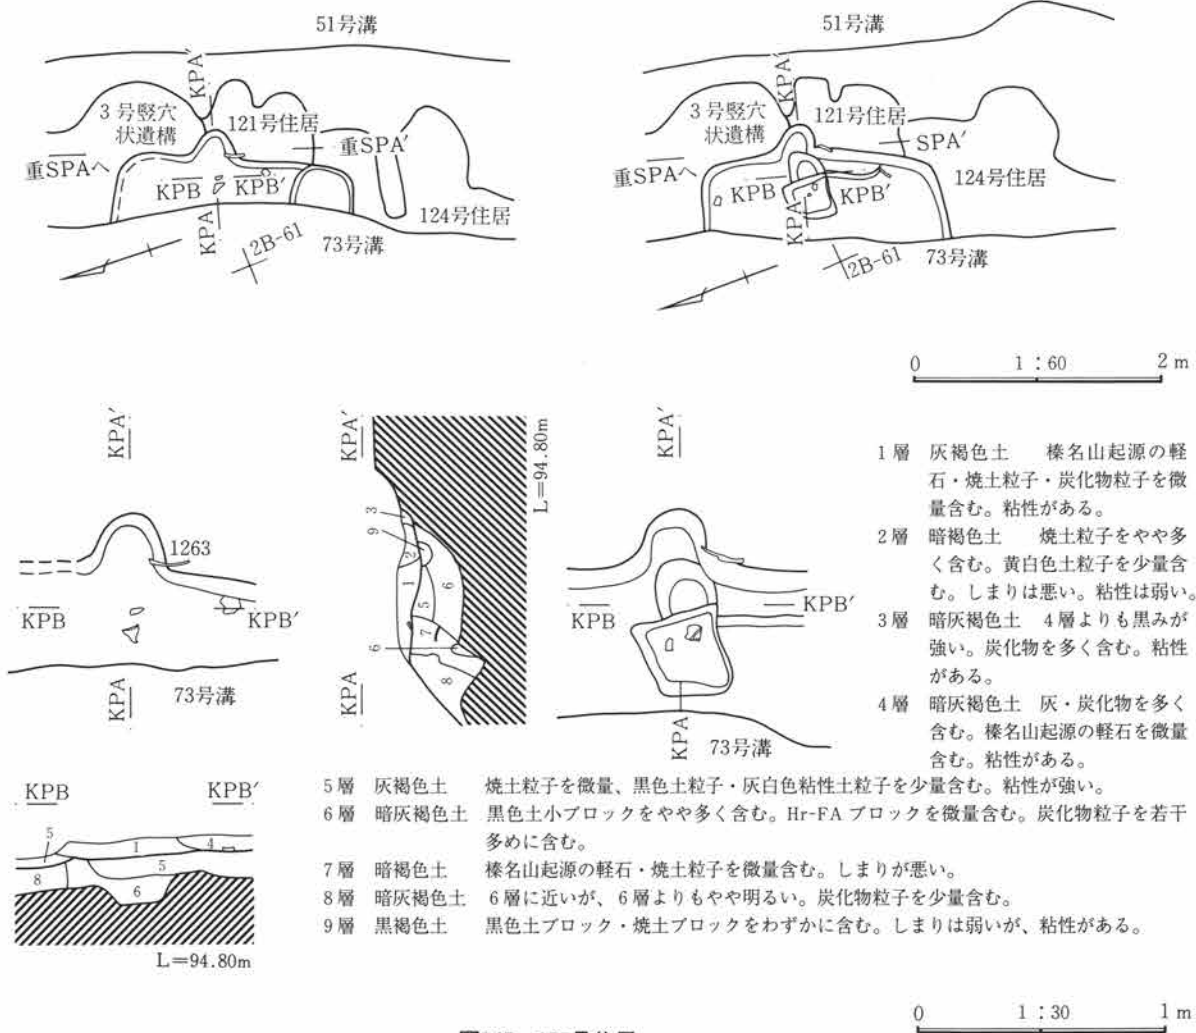 51号溝
51号溝
KPA′
KPA′
3号竪穴
状遺構
121号住居
重SPA′
重SPAへ
KPB
KPB′
KPA
124号住居
73号溝
2B-61
3号竪穴
状遺構
121号住居
SPA′
重SPAへ
KPB
KPB′
KPA
124号住居
73号溝
2B-61
0 1：60 2 m
KPA′
1263
KPB
KPB′
KPA
73号溝
KPA′
L=94.80m
3
9
2
1
6
5
7
6
8
KPA
KPA′
KPB
KPB′
KPA
73号溝
1層 灰褐色土 榛名山起源の軽
石・焼土粒子・炭化物粒子を微
量含む。粘性がある。
2層 暗褐色土 焼土粒子をやや多
く含む。黄白色土粒子を少量含
む。しまりは悪い。粘性は弱い。
3層 暗灰褐色土 4層よりも黒みが
強い。炭化物を多く含む。粘性
がある。
4層 暗灰褐色土 灰・炭化物を多く
含む。榛名山起源の軽石を微量
含む。粘性がある。
5層 灰褐色土 焼土粒子を微量、黒色土粒子・灰白色粘性土粒子を少量含む。粘性が強い。
6層 暗灰褐色土 黒色土小ブロックをやや多く含む。Hr-FA ブロックを微量含む。炭化物粒子を若干
多めに含む。
7層 暗褐色土 榛名山起源の軽石・焼土粒子を微量含む。しまりが悪い。
8層 暗灰褐色土 6層に近いが、6層よりもやや明るい。炭化物粒子を少量含む。
9層 黒褐色土 黒色土ブロック・焼土ブロックをわずかに含む。しまりは弱いが、粘性がある。
KPB
KPB′
5
1
4
8
5
6
L=94.80m
0 1：30 1 m